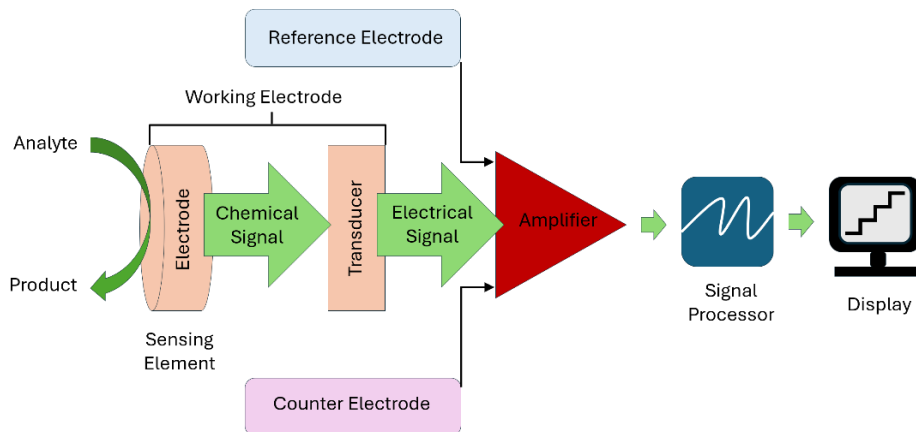 Reference Electrode
Working Electrode
Analyte
Electrode
Chemical
Signal
Transducer
Electrical
Signal
Amplifier
Product
Sensing
Element
Signal
Processor
Display
Counter Electrode